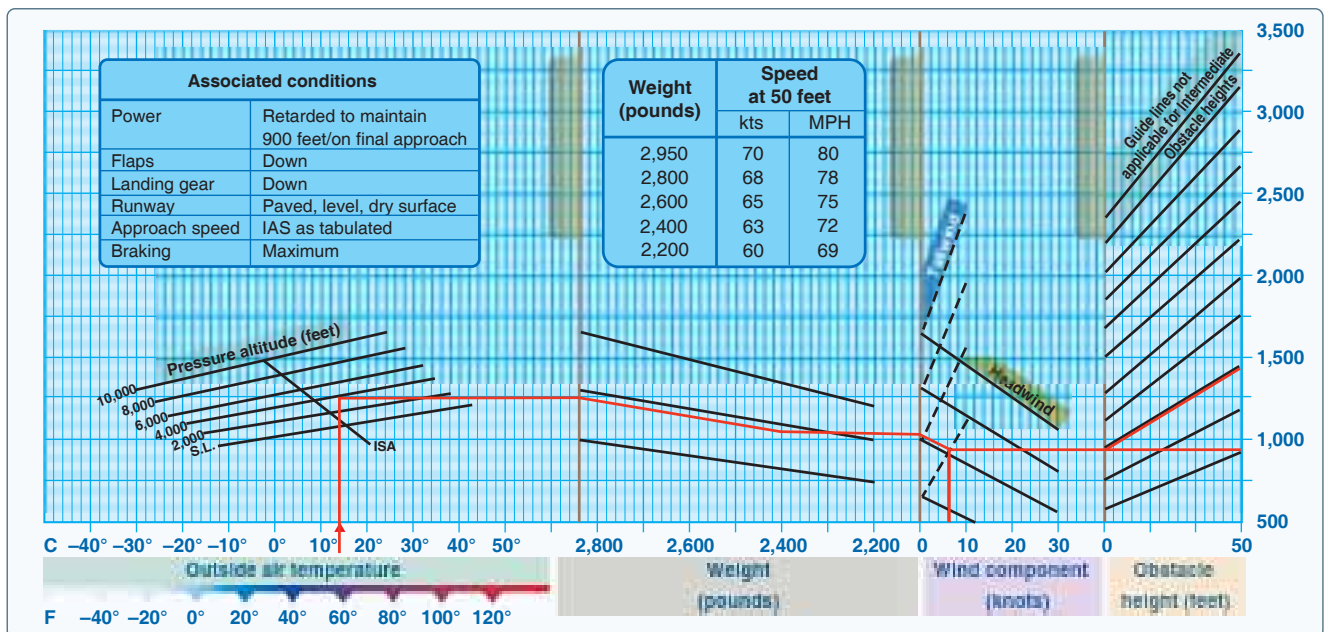 Associated conditions
Power Retarded to maintain
900 feet/on final approach
Flaps Down
Landing gear Down
Runway Paved, level, dry surface
Approach speed IAS as tabulated
Braking Maximum
Weight
(pounds)
Speed
at 50 feet
kts MPH
2,950 70 80
2,800 68 78
2,600 65 75
2,400 63 72
2,200 60 69
Guide lines not
applicable for Intermediate
Obstacle heights
3,500
3,000
2,500
2,000
1,500
1,000
500
Tailwind
Headwind
Pressure altitude (feet)
10,000
8,000
6,000
4,000
2,000
S.L.
ISA
C –40° –30° –20° –10° 0° 10° 20° 30° 40° 50° 2,800 2,600 2,400 2,200 0 10 20 30 0 50
Outside air temperature
Weight
(pounds)
Wind component
(knots)
Obstacle
height (feet)
F –40° –20° 0° 20° 40° 60° 80° 100° 120°